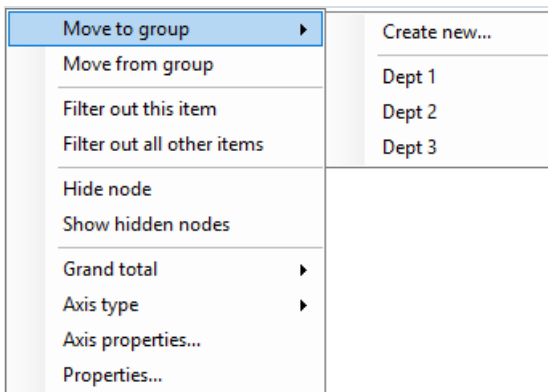 Move to group
Move from group
Filter out this item
Filter out all other items
Hide node
Show hidden nodes
Grand total
Axis type
Axis properties...
Properties...
Create new...
Dept 1
Dept 2
Dept 3